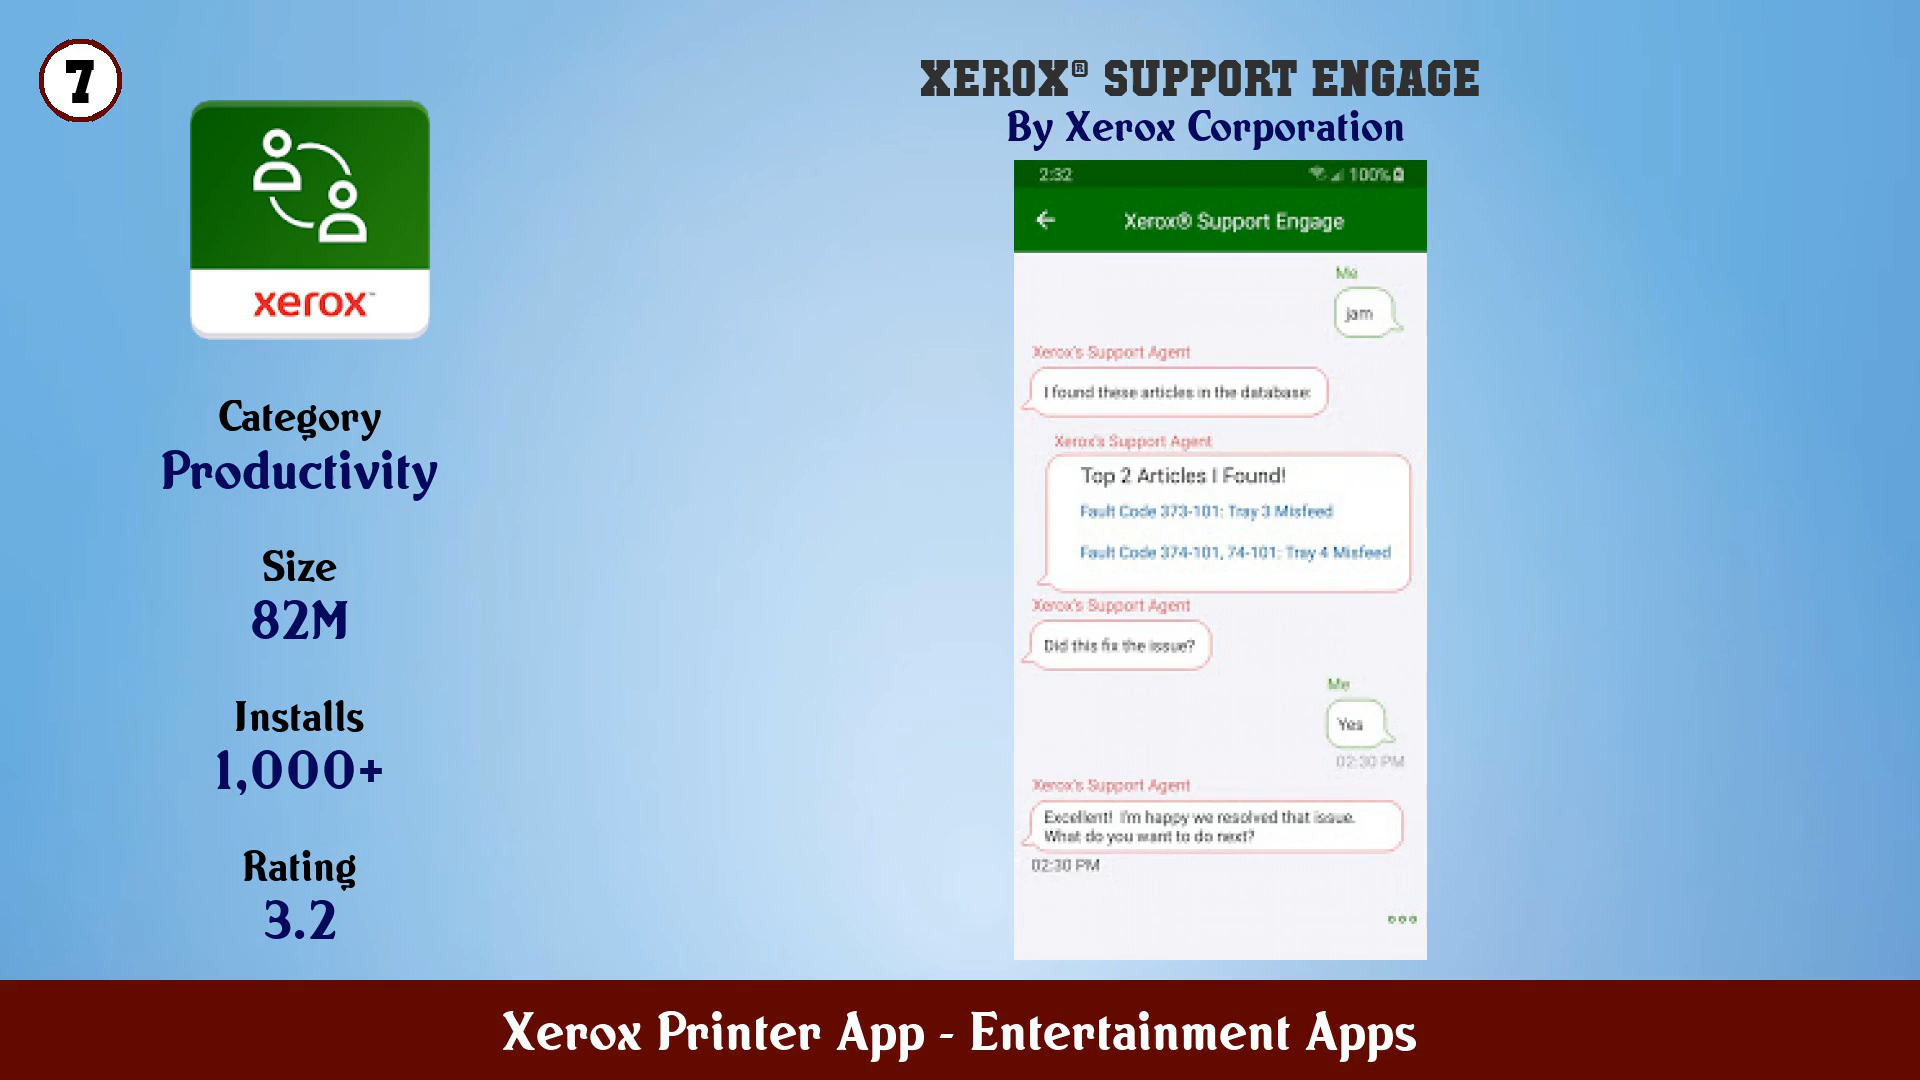 7
xerox™
Category
Productivity
Size
82M
Installs
1,000+
Rating
3.2
XEROX® SUPPORT ENGAGE
By Xerox Corporation
2:32
100%
Xerox® Support Engage
Me
jam
Xerox's Support Agent
I found these articles in the database:
Xerox's Support Agent
Top 2 Articles I Found!
Fault Code 373-101: Tray 3 Misfeed
Fault Code 374-101, 74-101: Tray 4 Misfeed
Xerox's Support Agent
Did this fix the issue?
Me
Yes
02:30 PM
Xerox's Support Agent
Excellent! I'm happy we resolved that issue.
What do you want to do next?
02:30 PM
Xerox Printer App - Entertainment Apps